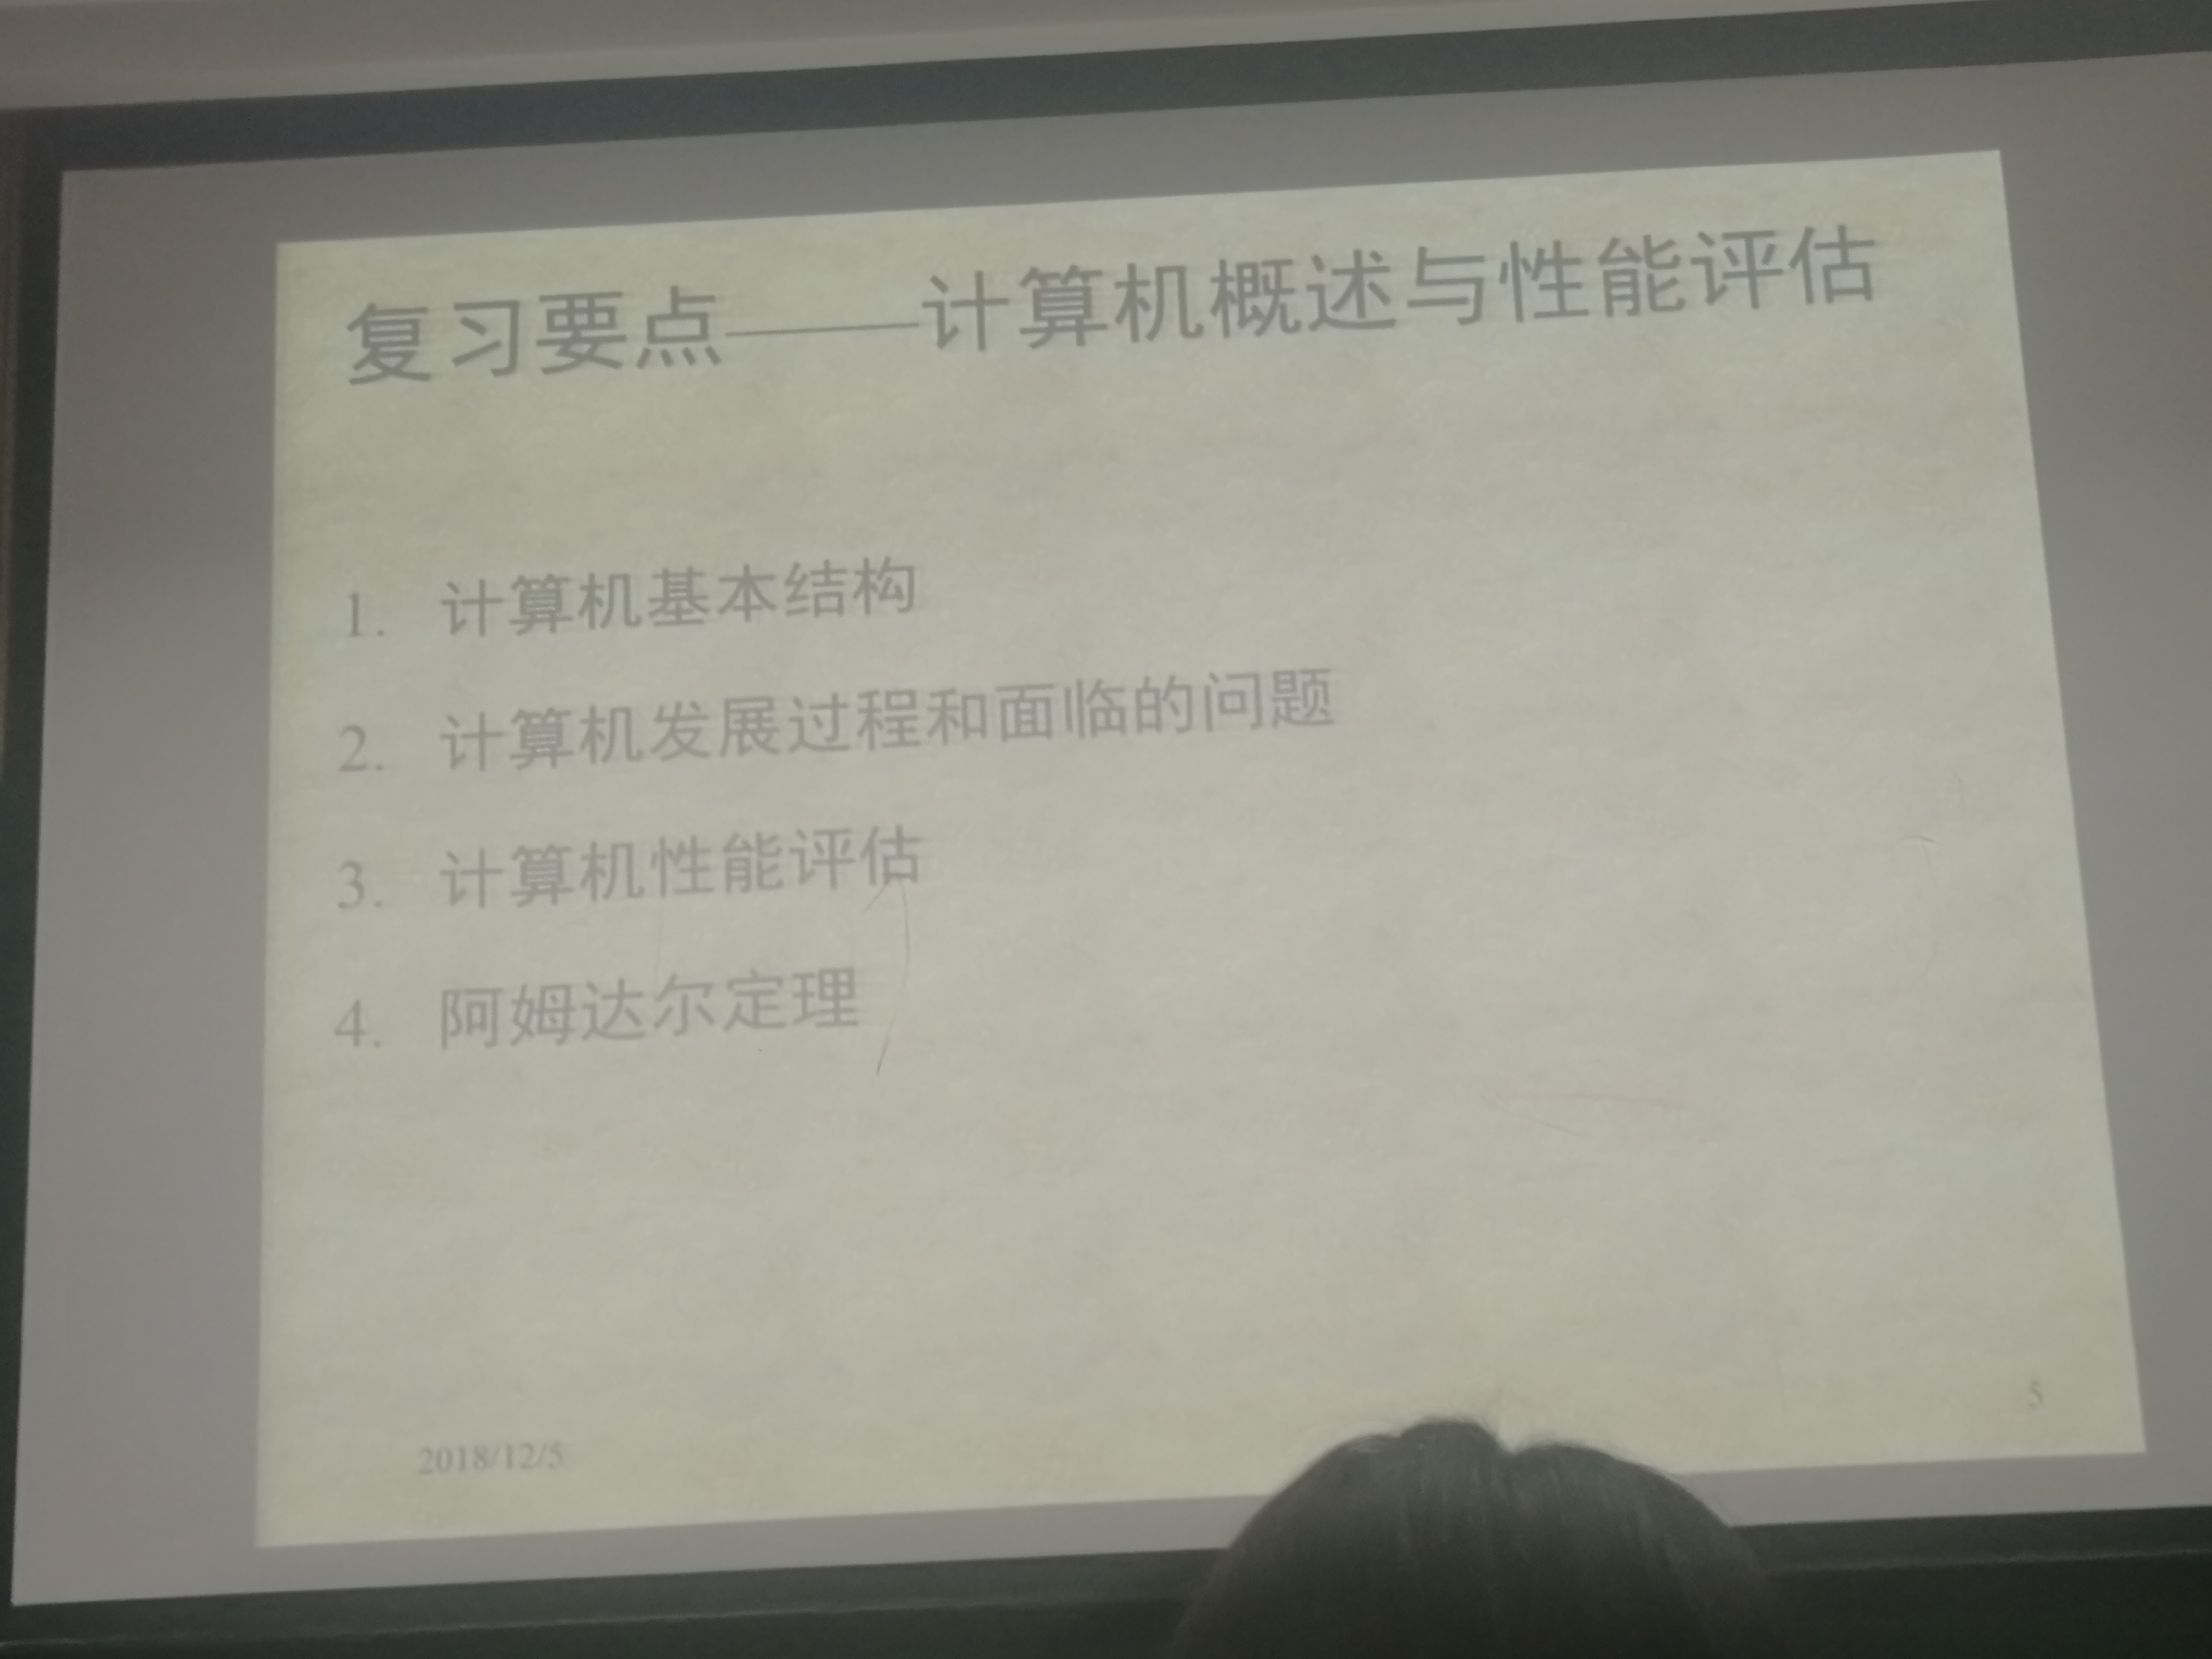 复习要点——计算机概述与性能评估
1. 计算机基本结构
2. 计算机发展过程和面临的问题
3. 计算机性能评估
4. 阿姆达尔定理
2018/12/5
5